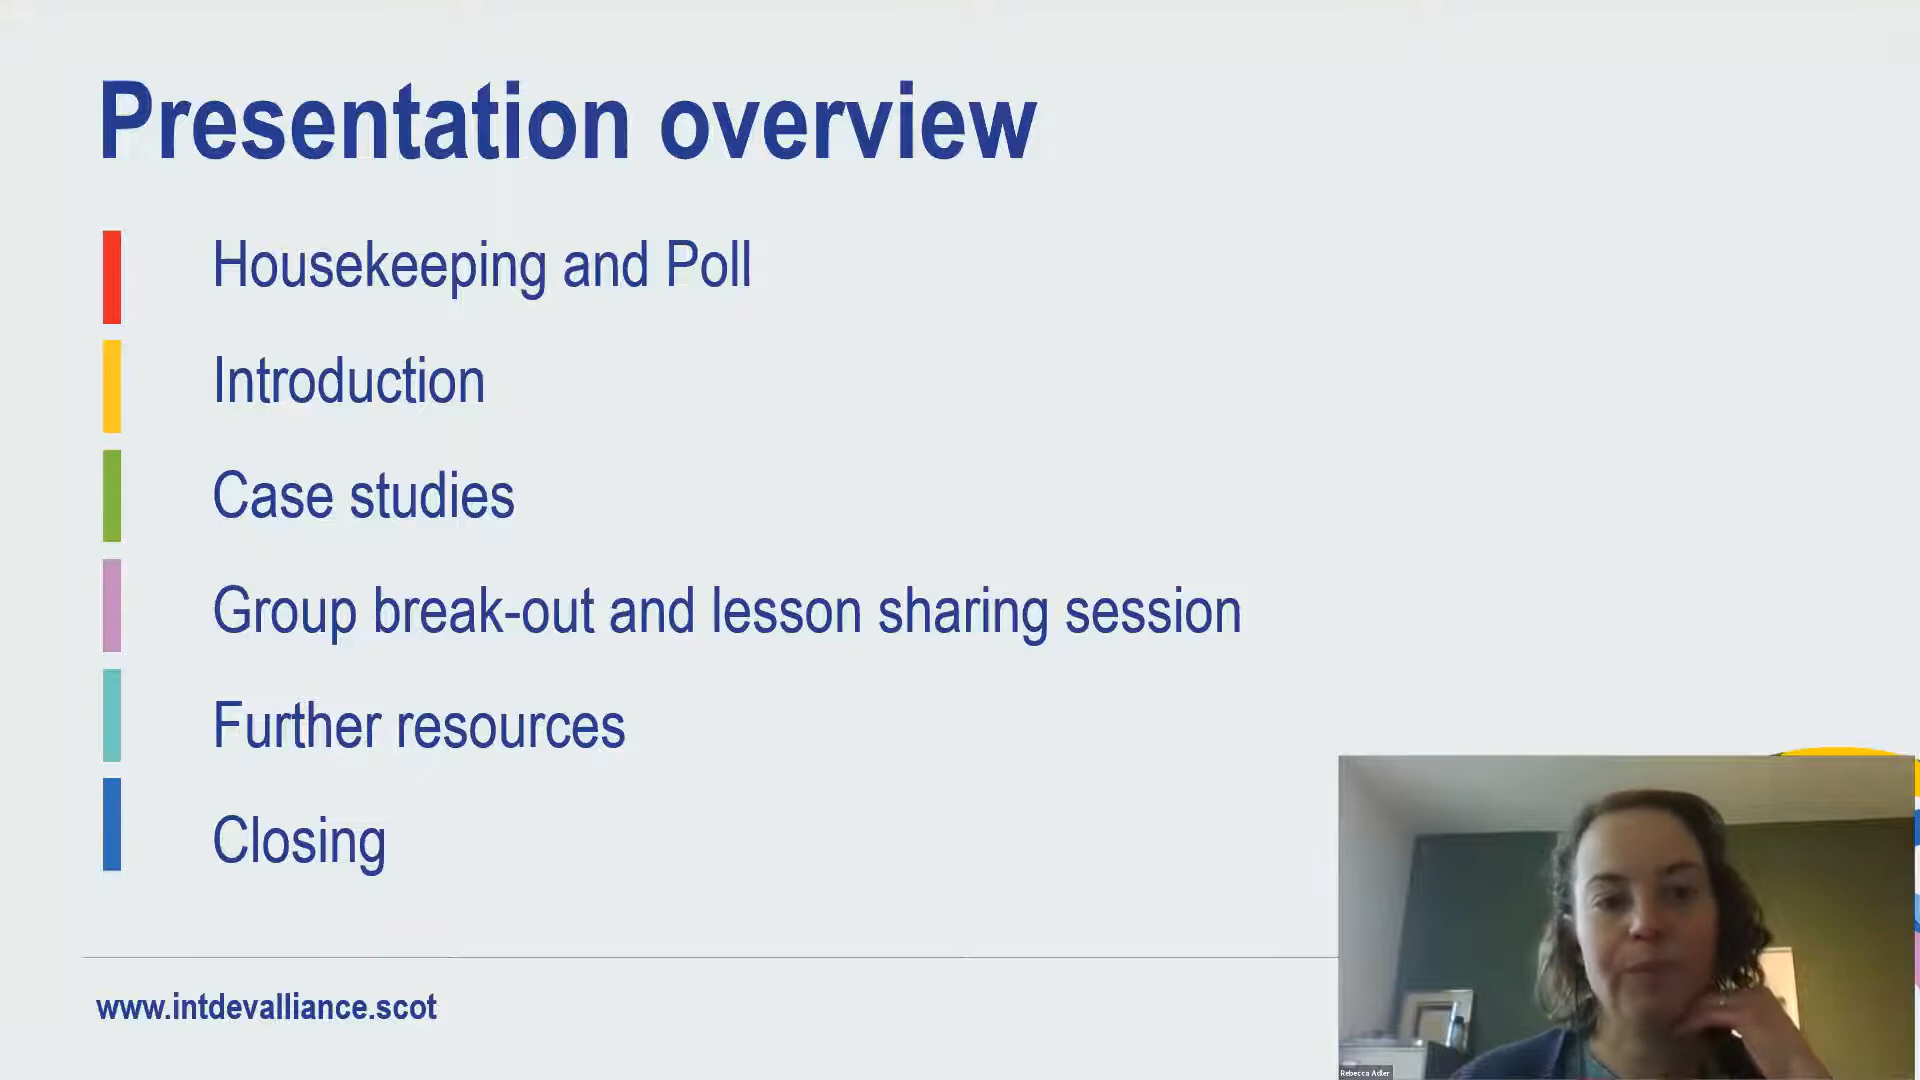 Presentation overview
Housekeeping and Poll
Introduction
Case studies
Group break-out and lesson sharing session
Further resources
Closing
www.intdevalliance.scot
Rebecca Adler